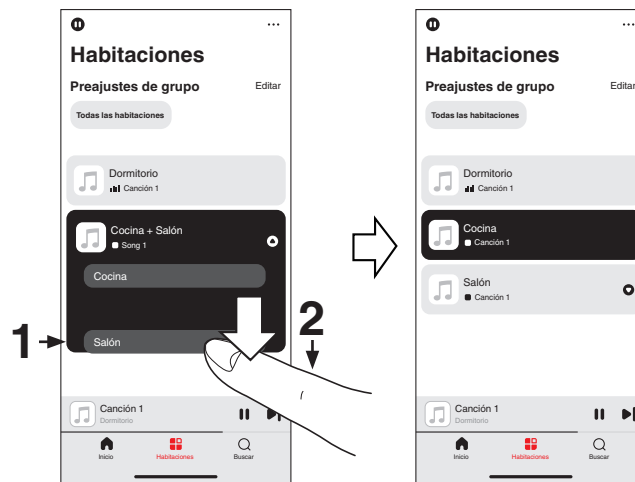 Habitaciones
Preajustes de grupo Editar
Todas las habitaciones
Dormitorio
Canción 1
Cocina + Salón
Song 1
Cocina
Salón
1
2
Canción 1
Dormitorio
Inicio Habitaciones Buscar
Habitaciones
Preajustes de grupo Editar
Todas las habitaciones
Dormitorio
Canción 1
Cocina
Canción 1
Salón
Canción 1
Canción 1
Dormitorio
Inicio Habitaciones Buscar